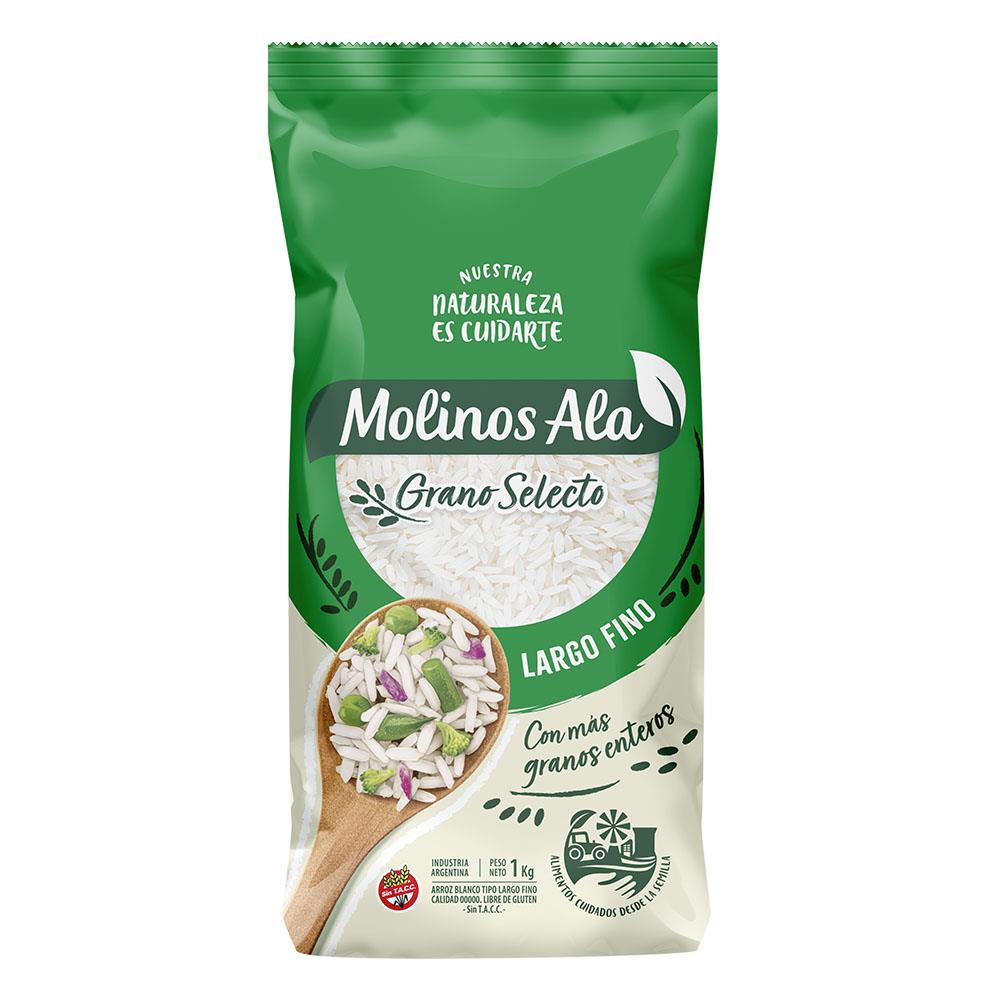 NUESTRA
NATURALEZA
ES CUIDARTE
Molinos Ala
Grano Selecto
LARGO FINO
Con más
granos enteros
Sin T.A.C.C.
INDUSTRIA
ARGENTINA
PESO
NETO
1 Kg
ARROZ BLANCO TIPO LARGO FINO
CALIDAD 00000. LIBRE DE GLUTEN
- Sin T.A.C.C. -
ALIMENTOS CUIDADOS DESDE LA SEMILLA